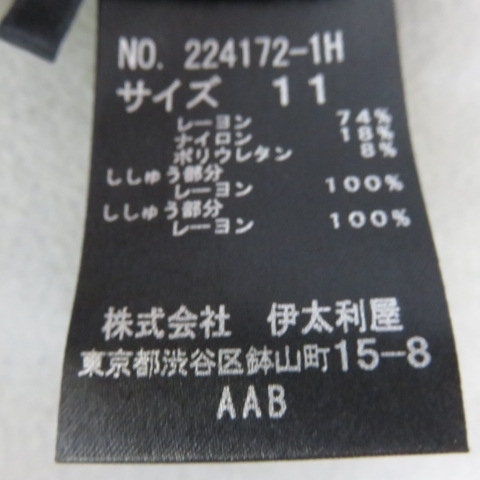 NO. 224172-1H
サイズ 11
レーヨン 74%
ナイロン 18%
ポリウレタン 8%
ししゅう部分
レーヨン 100%
ししゅう部分
レーヨン 100%
株式会社 伊太利屋
東京都渋谷区鉢山町15-8
AAB